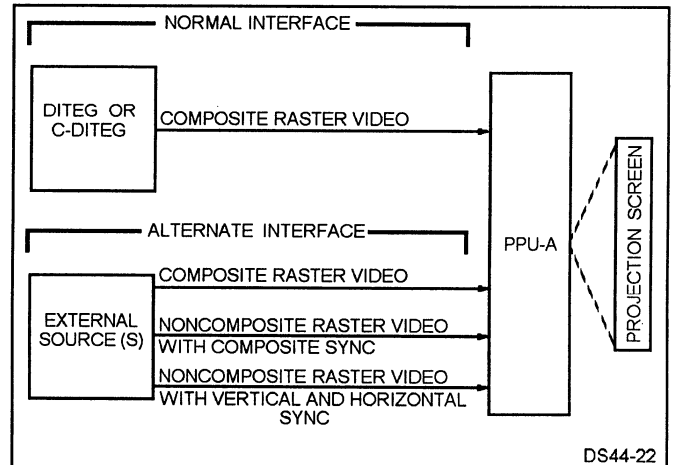 NORMAL INTERFACE
DITEG OR
C-DITEG
COMPOSITE RASTER VIDEO
ALTERNATE INTERFACE
EXTERNAL
SOURCE (S)
COMPOSITE RASTER VIDEO
NONCOMPOSITE RASTER VIDEO
WITH COMPOSITE SYNC
NONCOMPOSITE RASTER VIDEO
WITH VERTICAL AND HORIZONTAL
SYNC
PPU-A
PROJECTION SCREEN
DS44-22